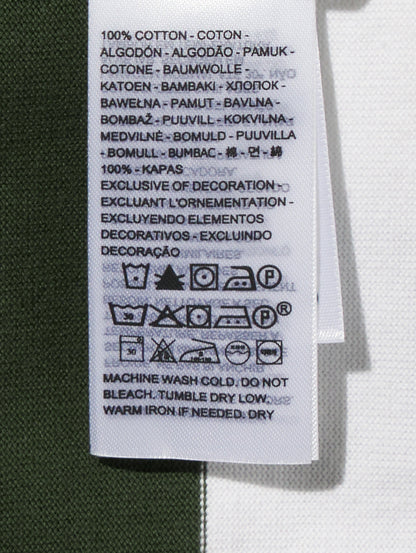 100% COTTON - COTON -
ALGODÓN - ALGODÃO - PAMUK -
COTONE - BAUMWOLLE -
KATOEN - BAMBAKI - ХЛОПОК -
BAWEŁNA - PAMUT - BAVLNA -
BOMBAŽ - PUUVILL - KOKVILNA -
MEDVILNĖ - BOMULD - PUUVILLA
- BOMULL - BUMBAC - 棉 - 면 - 綿
100% - KAPAS
EXCLUSIVE OF DECORATION -
EXCLUANT L'ORNEMENTATION -
EXCLUYENDO ELEMENTOS
DECORATIVOS - EXCLUINDO
DECORAÇÃO
P
30 P ®
30
MACHINE WASH COLD. DO NOT
BLEACH. TUMBLE DRY LOW.
WARM IRON IF NEEDED. DRY